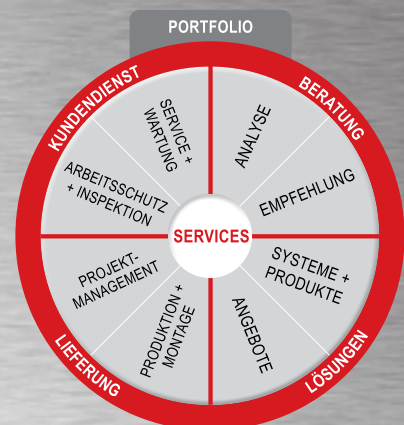 PORTFOLIO
KUNDENDIENST
BERATUNG
SERVICE +
WARTUNG
ANALYSE
ARBEITSSCHUTZ
+ INSPEKTION
EMPFEHLUNG
SERVICES
PROJEKT-
MANAGEMENT
SYSTEME +
PRODUKTE
PRODUKTION +
MONTAGE
ANGEBOTE
LIEFERUNG
LÖSUNGEN